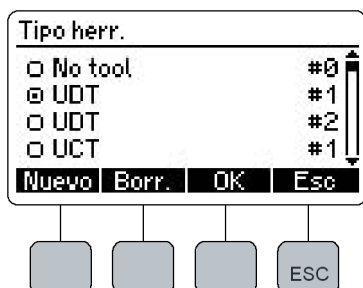 Tipo herr.
No tool #0
UDT #1
UDT #2
UCT #1
Nuevo Borr. OK Esc
ESC